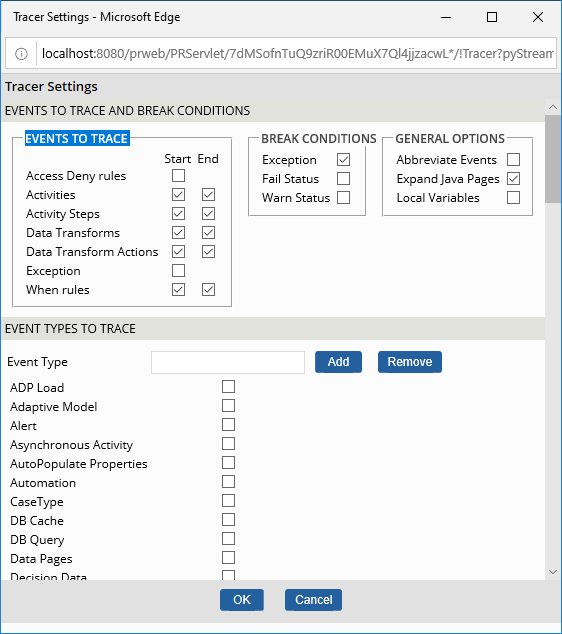 Tracer Settings - Microsoft Edge
localhost:8080/prweb/PRServlet/7dMSofnTuQ9zriR00EMuX7Ql4jjzacwL*/!Tracer?pyStream
Tracer Settings
EVENTS TO TRACE AND BREAK CONDITIONS
EVENTS TO TRACE
Start End
Access Deny rules
Activities
Activity Steps
Data Transforms
Data Transform Actions
Exception
When rules
BREAK CONDITIONS
Exception
Fail Status
Warn Status
GENERAL OPTIONS
Abbreviate Events
Expand Java Pages
Local Variables
EVENT TYPES TO TRACE
Event Type Add Remove
ADP Load
Adaptive Model
Alert
Asynchronous Activity
AutoPopulate Properties
Automation
CaseType
DB Cache
DB Query
Data Pages
Decision Data
OK Cancel